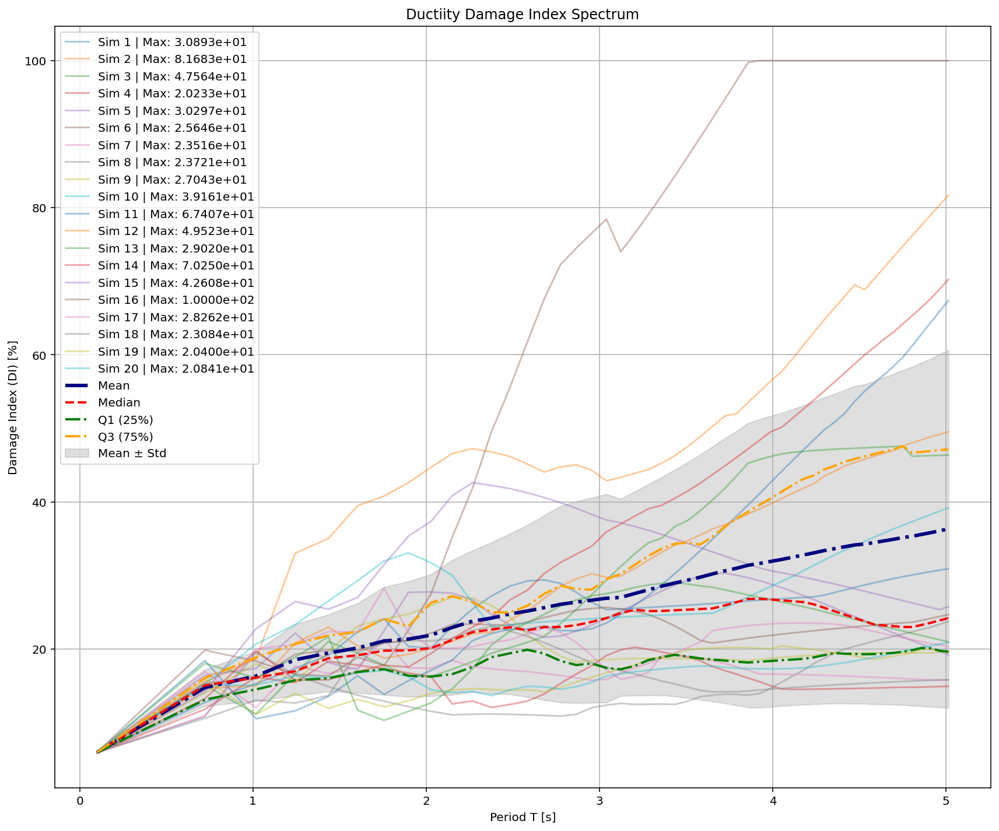 Ductiity Damage Index Spectrum
Sim 1 | Max: 3.0893e+01
Sim 2 | Max: 8.1683e+01
Sim 3 | Max: 4.7564e+01
Sim 4 | Max: 2.0233e+01
Sim 5 | Max: 3.0297e+01
Sim 6 | Max: 2.5646e+01
Sim 7 | Max: 2.3516e+01
Sim 8 | Max: 2.3721e+01
Sim 9 | Max: 2.7043e+01
Sim 10 | Max: 3.9161e+01
Sim 11 | Max: 6.7407e+01
Sim 12 | Max: 4.9523e+01
Sim 13 | Max: 2.9020e+01
Sim 14 | Max: 7.0250e+01
Sim 15 | Max: 4.2608e+01
Sim 16 | Max: 1.0000e+02
Sim 17 | Max: 2.8262e+01
Sim 18 | Max: 2.3084e+01
Sim 19 | Max: 2.0400e+01
Sim 20 | Max: 2.0841e+01
Mean
Median
Q1 (25%)
Q3 (75%)
Mean ± Std
Damage Index (DI) [%]
100
80
60
40
20
0 1 2 3 4 5
Period T [s]